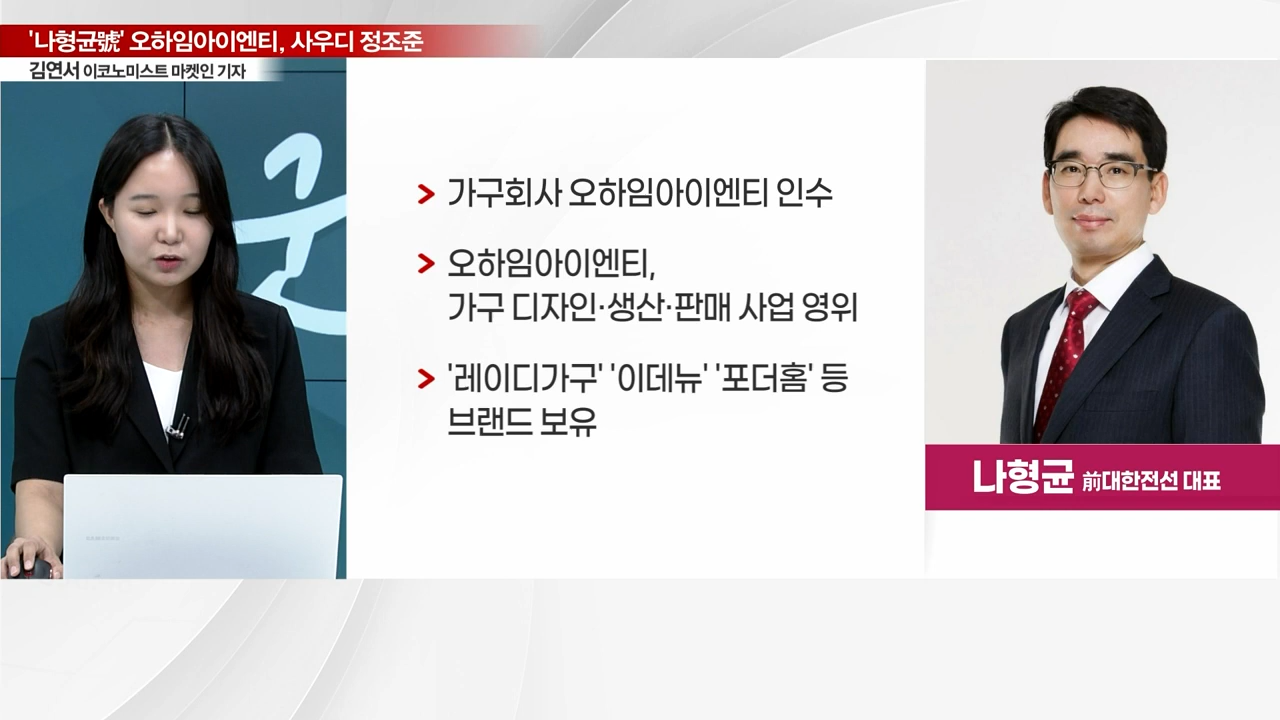 '나형균號' 오하임아이엔티, 사우디 정조준
김연서 이코노미스트 마켓인 기자
가구회사 오하임아이엔티 인수
오하임아이엔티,
가구 디자인·생산·판매 사업 영위
'레이디가구' '이데뉴' '포더홈' 등
브랜드 보유
나형균 前대한전선 대표